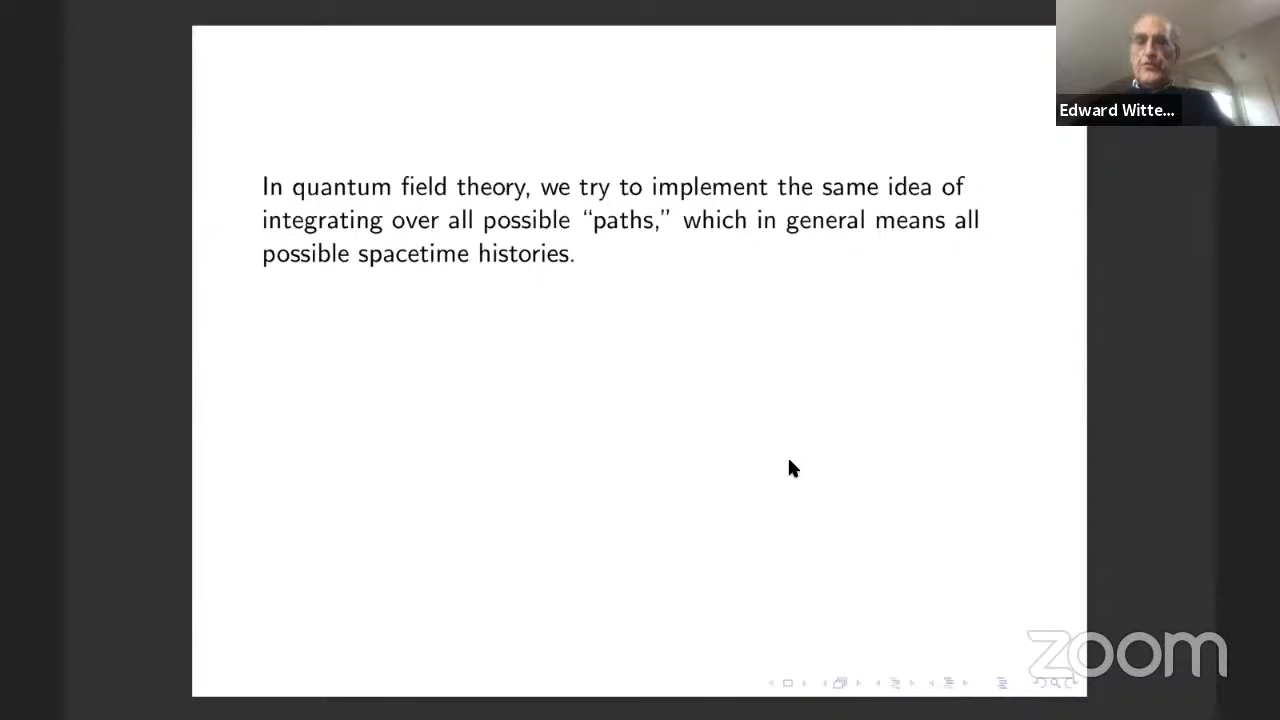 Edward Witte...
In quantum field theory, we try to implement the same idea of
integrating over all possible “paths,” which in general means all
possible spacetime histories.
zoom